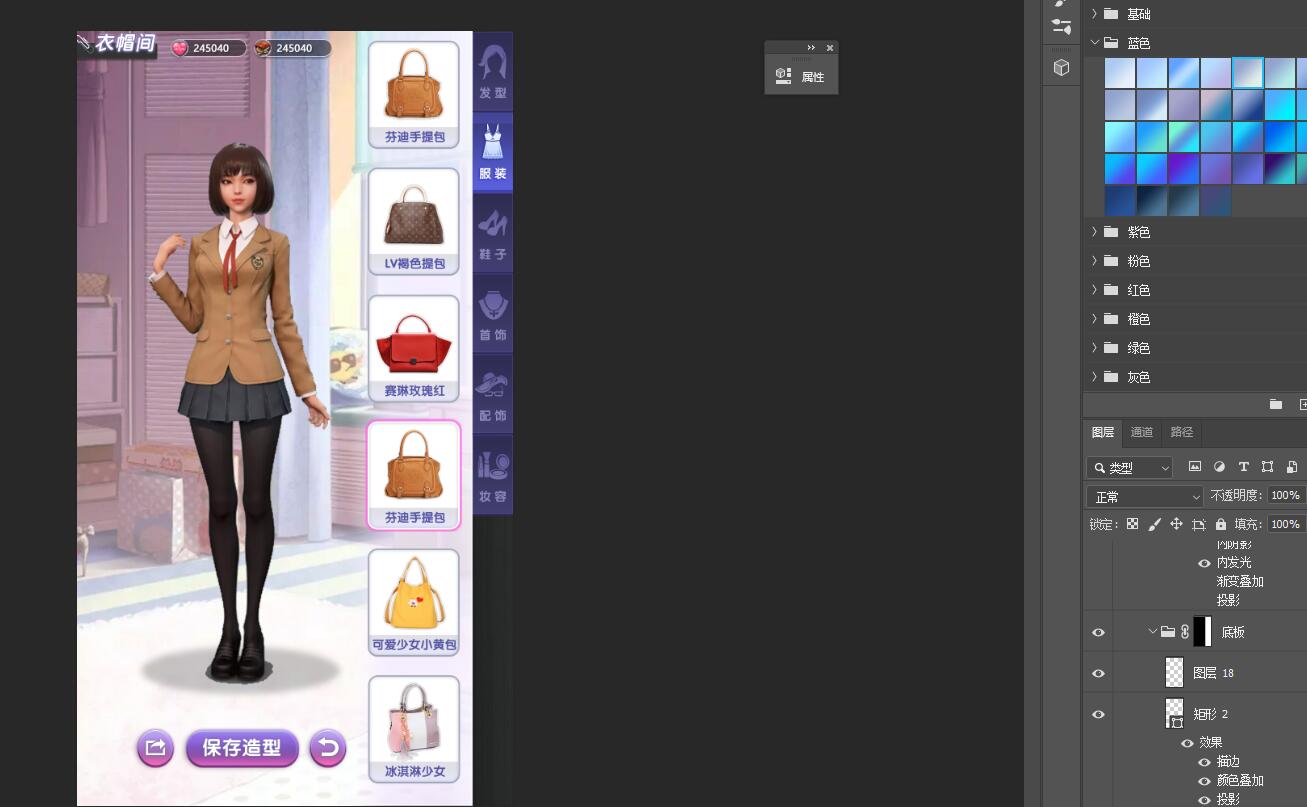 衣帽间
245040
245040
芬迪手提包
LV褐色提包
赛琳玫瑰红
芬迪手提包
可爱少女小黄包
冰淇淋少女
发型
服装
鞋子
首饰
配饰
妆容
保存造型
属性
基础
蓝色
紫色
粉色
红色
橙色
绿色
灰色
图层 通道 路径
类型
正常 不透明度: 100%
锁定: 填充: 100%
内阴影
内发光
渐变叠加
投影
底板
图层 18
矩形 2
效果
描边
颜色叠加
投影